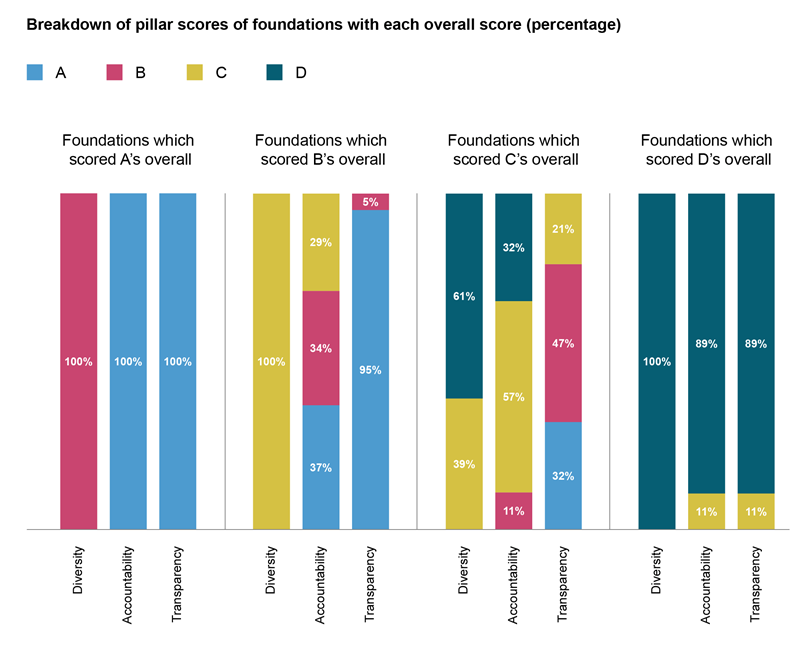 Breakdown of pillar scores of foundations with each overall score (percentage)
A
B
C
D
Foundations which
scored A's overall
100%
100%
100%
Diversity
Accountability
Transparency
Foundations which
scored B's overall
100%
29%
34%
37%
5%
95%
Diversity
Accountability
Transparency
Foundations which
scored C's overall
61%
39%
32%
57%
11%
21%
47%
32%
Diversity
Accountability
Transparency
Foundations which
scored D's overall
100%
89%
11%
89%
11%
Diversity
Accountability
Transparency